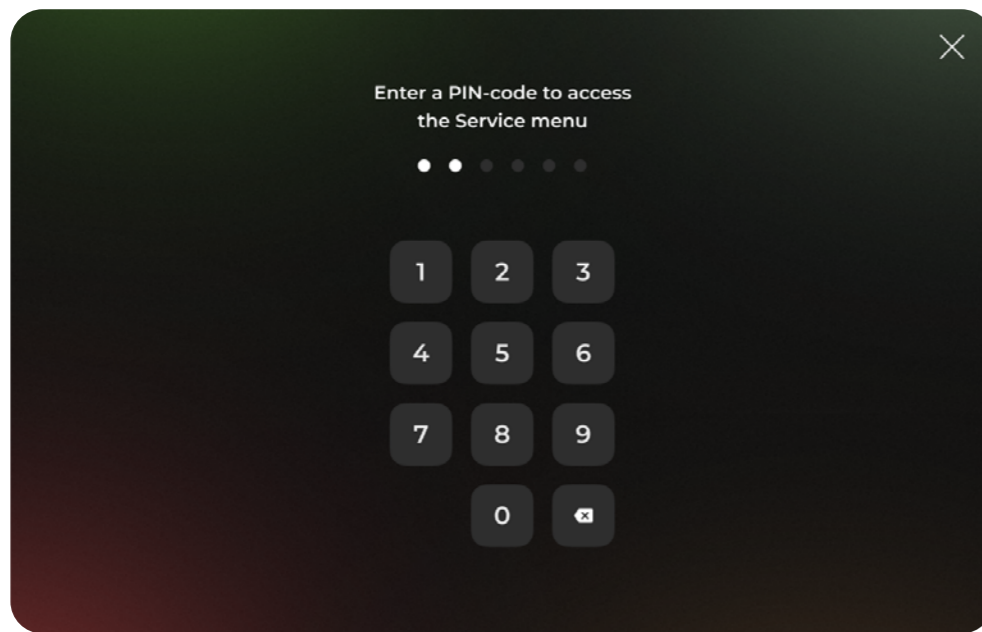 Enter a PIN-code to access
the Service menu
1 2 3
4 5 6
7 8 9
0